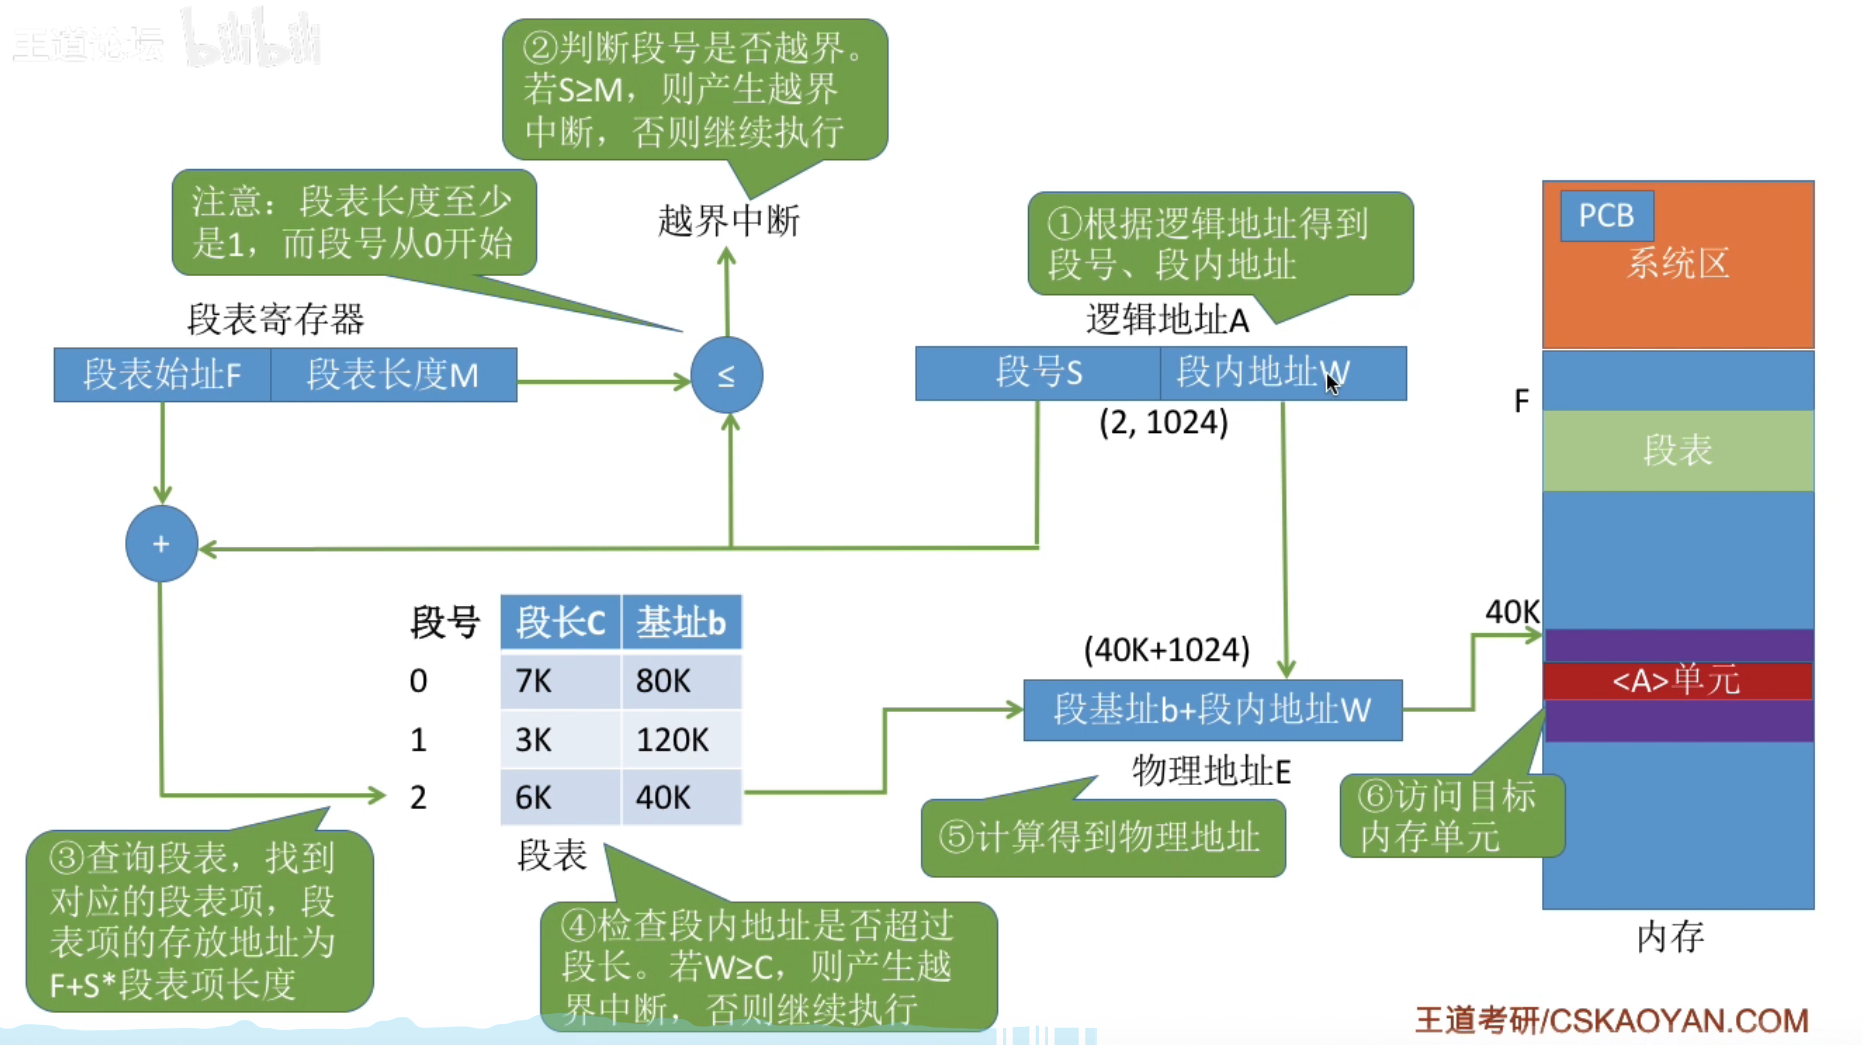 王道论坛 bilibili
②判断段号是否越界。
若S≥M，则产生越界
中断，否则继续执行
注意：段表长度至少
是1，而段号从0开始
越界中断
①根据逻辑地址得到
段号、段内地址
PCB
系统区
段表寄存器
逻辑地址A
段表始址F 段表长度M
≤
段号S 段内地址W
(2, 1024)
F
段表
+
段号 段长C 基址b
0 7K 80K
1 3K 120K
2 6K 40K
段表
(40K+1024)
段基址b+段内地址W
物理地址E
40K
<A>单元
③查询段表，找到
对应的段表项，段
表项的存放地址为
F+S*段表项长度
④检查段内地址是否超过
段长。若W≥C，则产生越
界中断，否则继续执行
⑤计算得到物理地址
⑥访问目标
内存单元
内存
王道考研/CSKAOYAN.COM